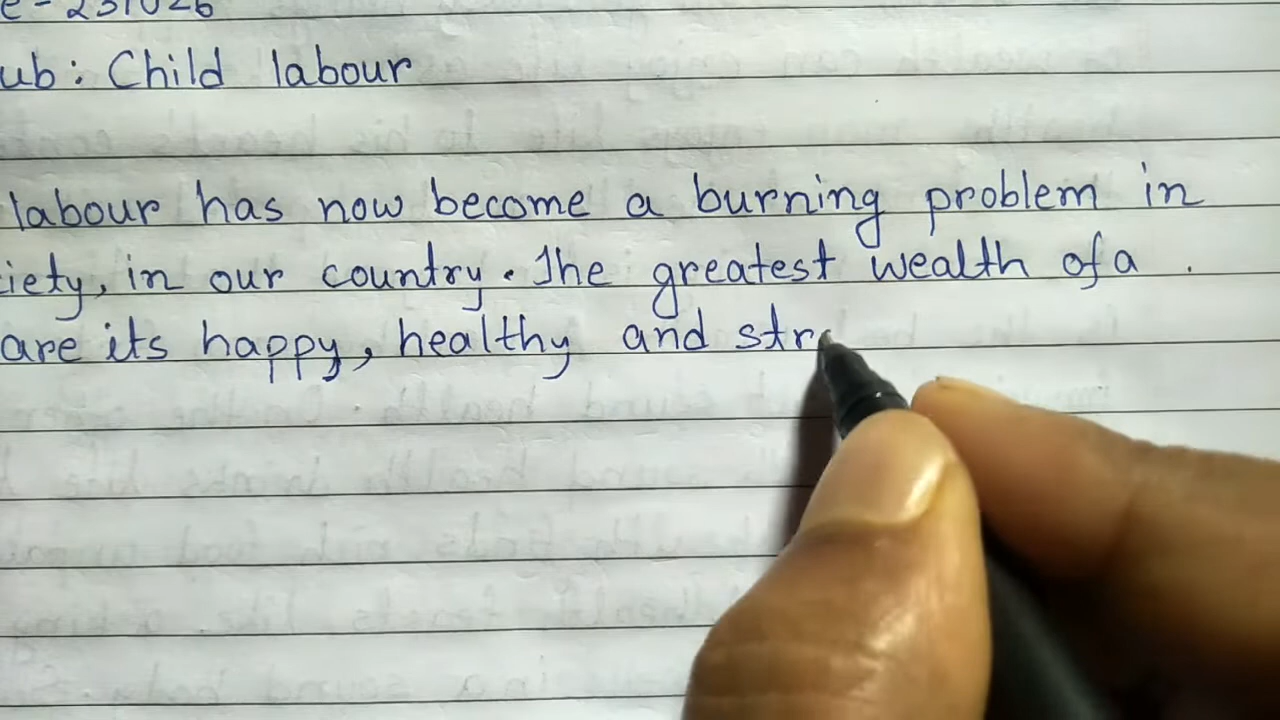 ub: Child labour
labour has now become a burning problem in
iety, in our country. The greatest wealth of a .
are its happy, healthy and str